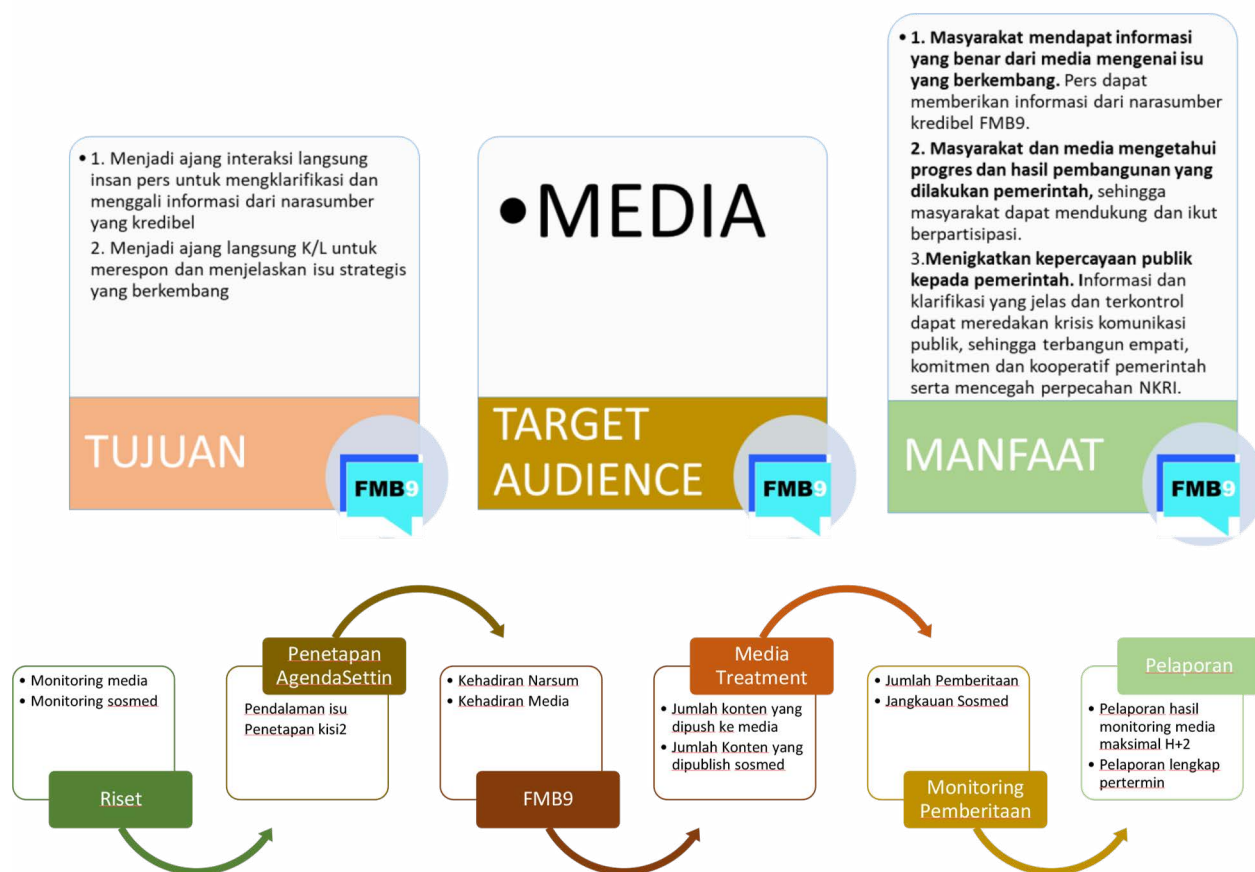 • 1. Menjadi ajang interaksi langsung
insan pers untuk mengklarifikasi dan
menggali informasi dari narasumber
yang kredibel
2. Menjadi ajang langsung K/L untuk
merespon dan menjelaskan isu strategis
yang berkembang
TUJUAN
FMB9
•MEDIA
TARGET
AUDIENCE
FMB9
• 1. Masyarakat mendapat informasi
yang benar dari media mengenai isu
yang berkembang. Pers dapat
memberikan informasi dari narasumber
kredibel FMB9.
2. Masyarakat dan media mengetahui
progres dan hasil pembangunan yang
dilakukan pemerintah, sehingga
masyarakat dapat mendukung dan ikut
berpartisipasi.
3.Menigkatkan kepercayaan publik
kepada pemerintah. Informasi dan
klarifikasi yang jelas dan terkontrol
dapat meredakan krisis komunikasi
publik, sehingga terbangun empati,
komitmen dan kooperatif pemerintah
serta mencegah perpecahan NKRI.
MANFAAT
FMB9
• Monitoring media
• Monitoring sosmed
Riset
Penetapan
AgendaSettin
Pendalaman isu
Penetapan kisi2
• Kehadiran Narsum
• Kehadiran Media
FMB9
Media
Treatment
• Jumlah konten yang
dipush ke media
• Jumlah Konten yang
dipublish sosmed
• Jumlah Pemberitaan
• Jangkauan Sosmed
Monitoring
Pemberitaan
Pelaporan
• Pelaporan hasil
monitoring media
maksimal H+2
• Pelaporan lengkap
pertermin